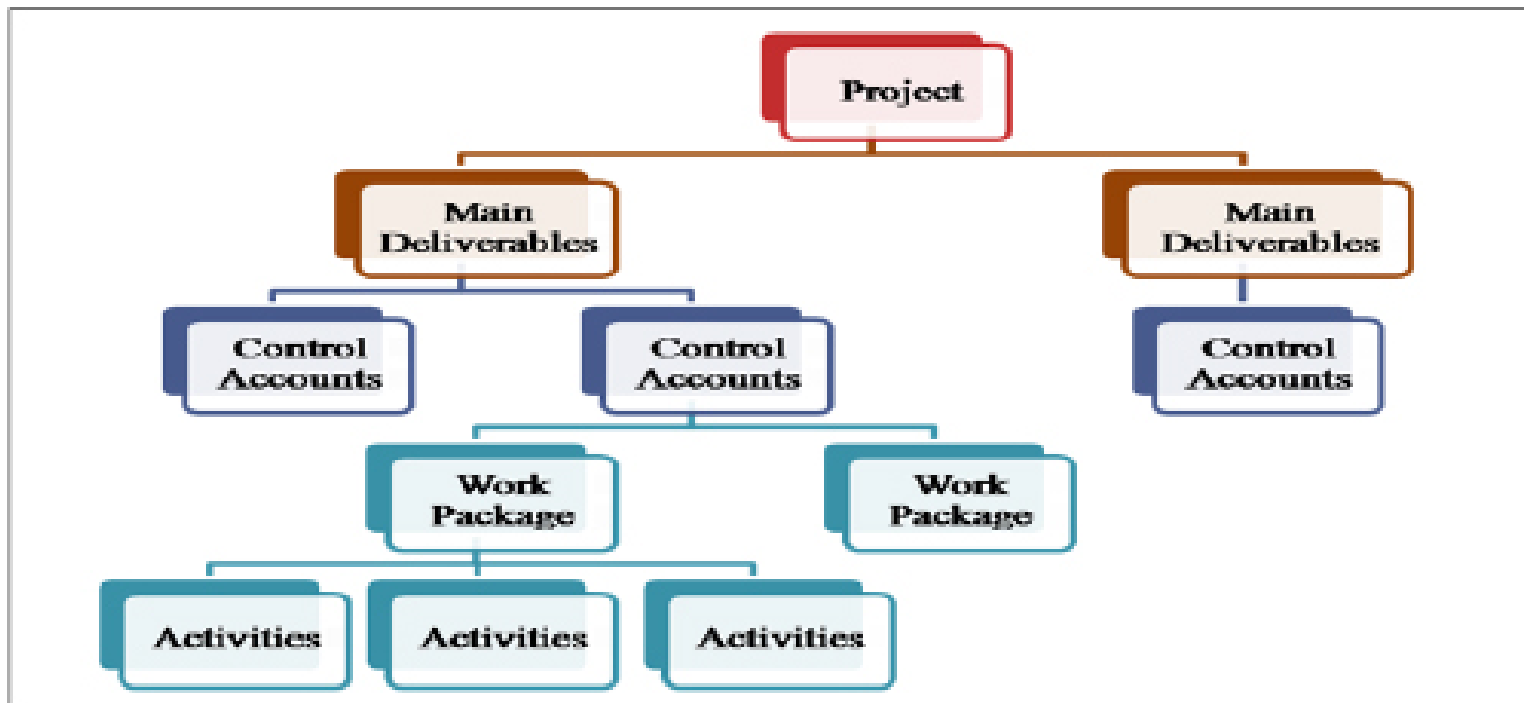 Project
Main
Deliverables
Main
Deliverables
Control
Accounts
Control
Accounts
Control
Accounts
Work
Package
Work
Package
Activities
Activities
Activities